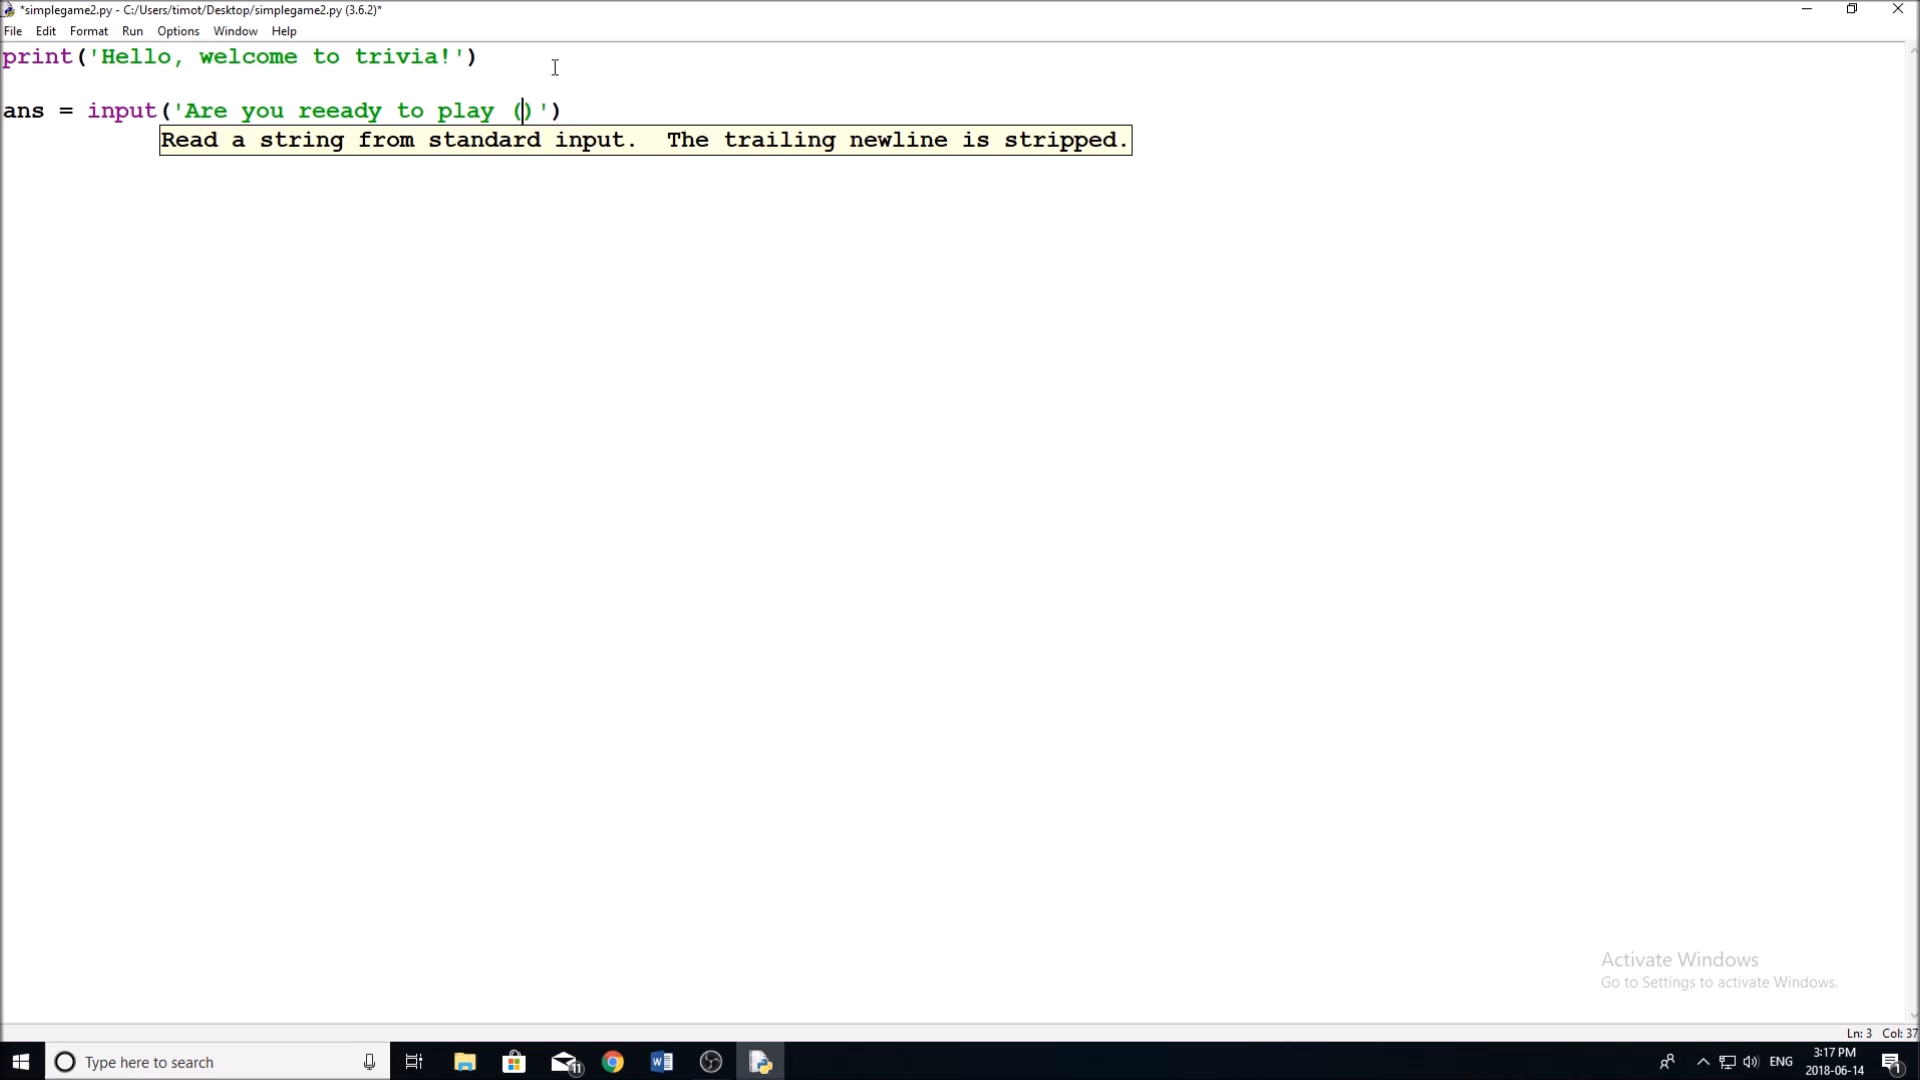 *simplegame2.py - C:/Users/timot/Desktop/simplegame2.py (3.6.2)*
File Edit Format Run Options Window Help
print('Hello, welcome to trivia!')
ans = input('Are you reeady to play ()')
Read a string from standard input.  The trailing newline is stripped.
Activate Windows
Go to Settings to activate Windows.
Ln: 3 Col: 37
Type here to search
11
W
ENG
3:17 PM
2018-06-14
1